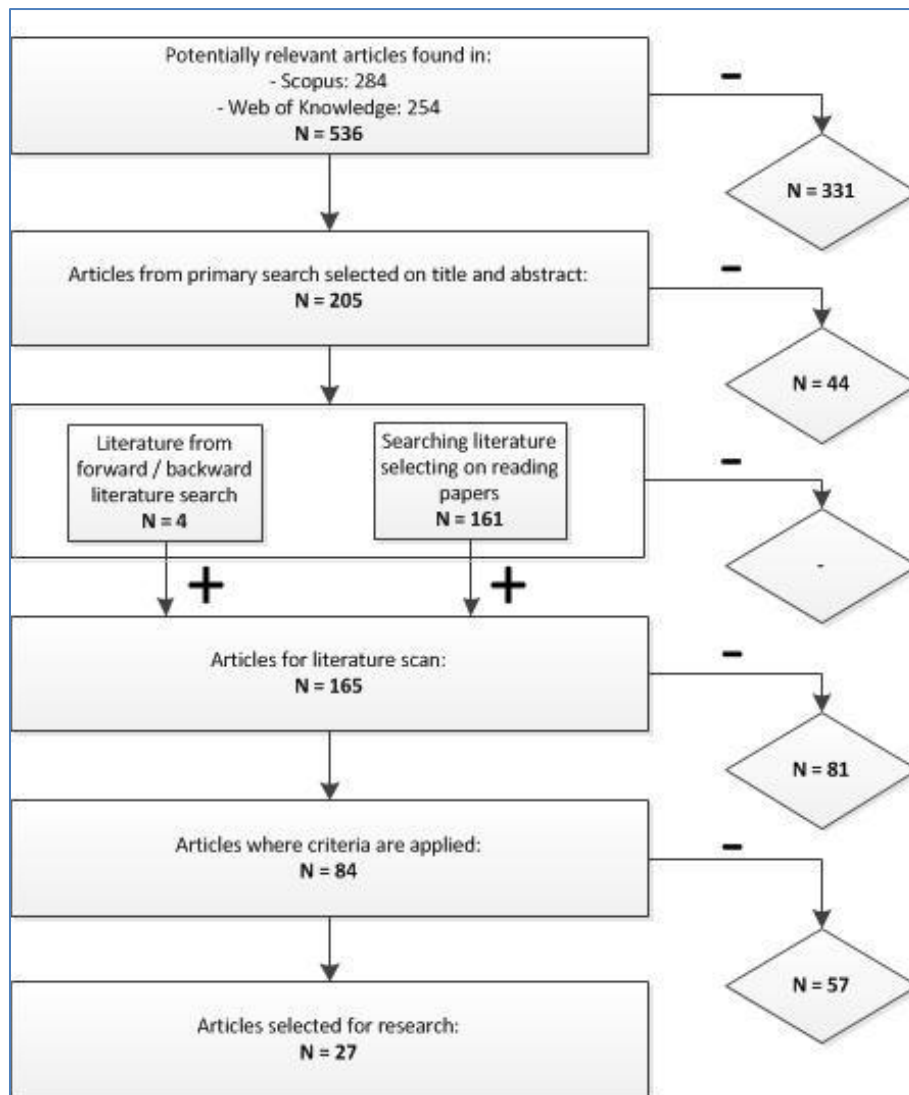 Potentially relevant articles found in:
- Scopus: 284
- Web of Knowledge: 254
N = 536
−
N = 331
Articles from primary search selected on title and abstract:
N = 205
−
N = 44
Literature from
forward / backward
literature search
N = 4
Searching literature
selecting on reading
papers
N = 161
−
-
+
+
Articles for literature scan:
N = 165
−
N = 81
Articles where criteria are applied:
N = 84
−
N = 57
Articles selected for research:
N = 27